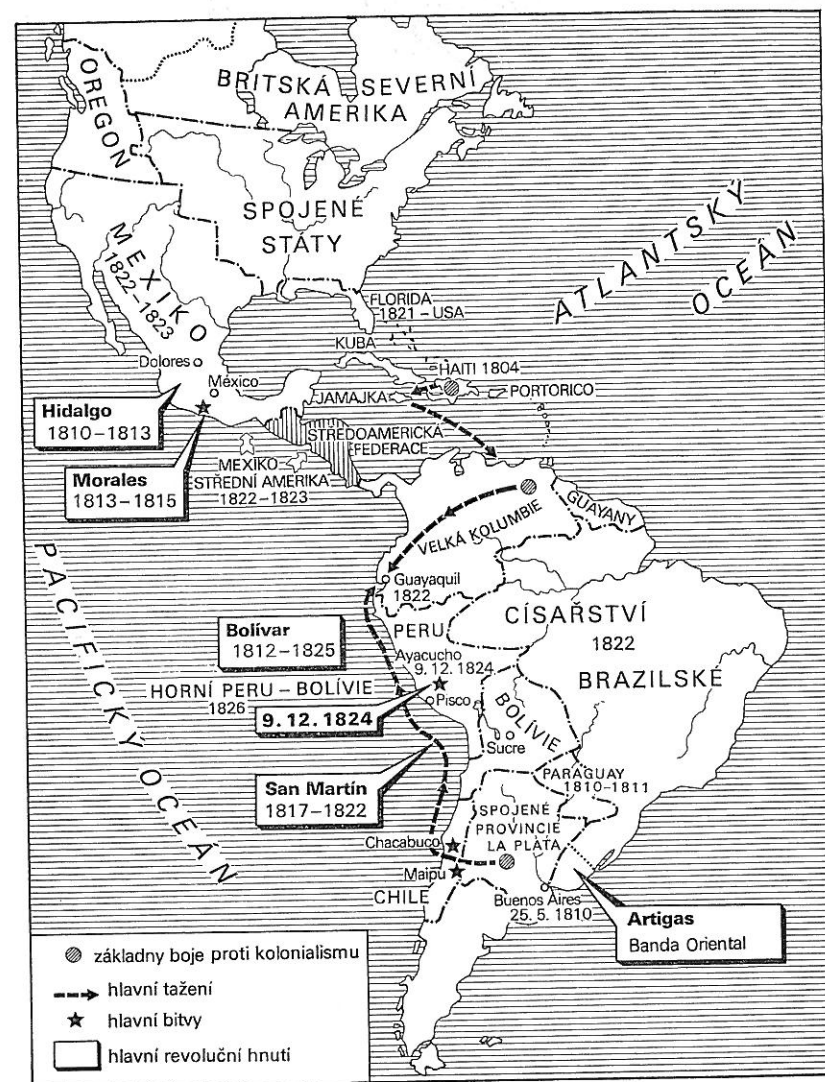 BRITSKÁ SEVERNÍ
AMERIKA
OREGON
SPOJENÉ
STÁTY
ATLANTSKÝ
OCEÁN
MEXIKO
1822–1823
FLORIDA
1821 – USA
KUBA
HAITI 1804
Dolores
México
JAMAJKA
PORTORICO
Hidalgo
1810–1813
STŘEDOAMERICKÁ
FEDERACE
Morales
1813–1815
MEXIKO
STŘEDNÍ AMERIKA
1822–1823
GUAYANY
VELKÁ KOLUMBIE
PACIFICKÝ OCEÁN
Guayaquil
1822
CÍSAŘSTVÍ
1822
BRAZILSKÉ
PERU
Bolívar
1812–1825
Ayacucho
9. 12. 1824
HORNÍ PERU – BOLÍVIE
1826
Pisco
9. 12. 1824
BOLÍVIE
Sucre
San Martín
1817–1822
PARAGUAY
1810–1811
SPOJENÉ
PROVINCIE
LA PLATA
Chacabuco
Maipu
CHILE
Buenos Aires
25. 5. 1810
Artigas
Banda Oriental
základny boje proti kolonialismu
hlavní tažení
hlavní bitvy
hlavní revoluční hnutí